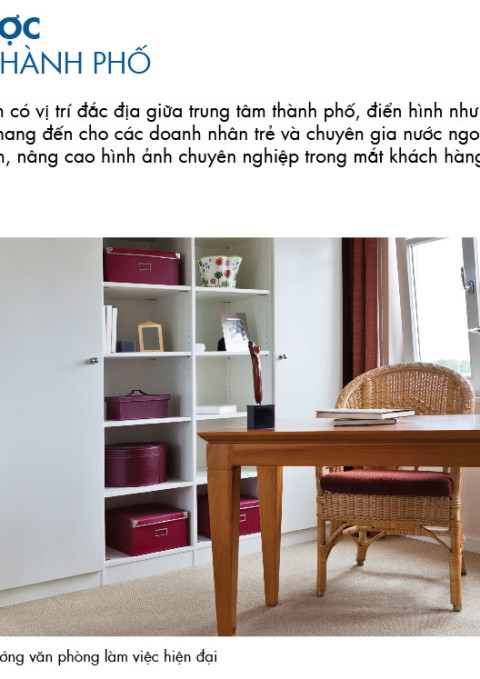 ỢC
HÀNH PHỐ
có vị trí đắc địa giữa trung tâm thành phố, điển hình như
mang đến cho các doanh nhân trẻ và chuyên gia nước ngo
, nâng cao hình ảnh chuyên nghiệp trong mắt khách hàng
ớng văn phòng làm việc hiện đại